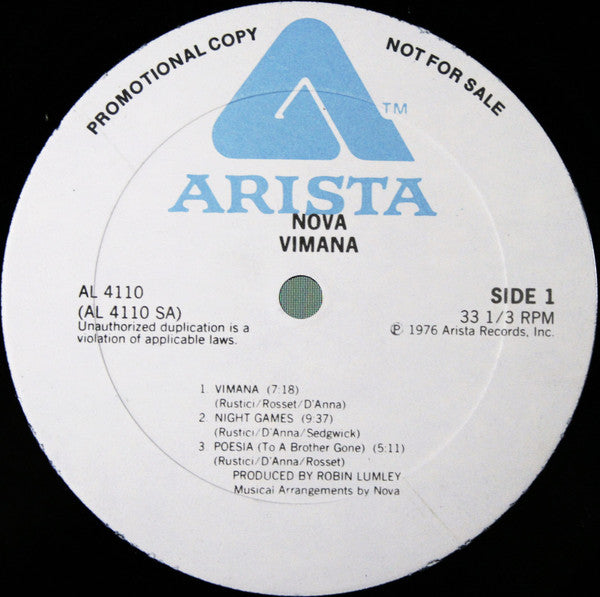 PROMOTIONAL COPY
NOT FOR SALE
TM
ARISTA
NOVA
VIMANA
AL 4110
(AL 4110 SA)
Unauthorized duplication is a
violation of applicable laws.
SIDE 1
33 1/3 RPM
℗ 1976 Arista Records, Inc.
1 VIMANA (7:18)
(Rustici/Rosset/D'Anna)
2. NIGHT GAMES (9:37)
(Rustici/D'Anna/Sedgwick)
3 POESIA (To A Brother Gone) (5:11)
(Rustici/D'Anna/Rosset)
PRODUCED BY ROBIN LUMLEY
Musical Arrangements by Nova